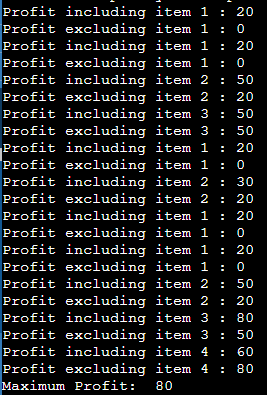 Profit including item 1 : 20
Profit excluding item 1 : 0
Profit including item 1 : 20
Profit excluding item 1 : 0
Profit including item 2 : 50
Profit excluding item 2 : 20
Profit including item 3 : 50
Profit excluding item 3 : 50
Profit including item 1 : 20
Profit excluding item 1 : 0
Profit including item 2 : 30
Profit excluding item 2 : 20
Profit including item 1 : 20
Profit excluding item 1 : 0
Profit including item 1 : 20
Profit excluding item 1 : 0
Profit including item 2 : 50
Profit excluding item 2 : 20
Profit including item 3 : 80
Profit excluding item 3 : 50
Profit including item 4 : 60
Profit excluding item 4 : 80
Maximum Profit:  80